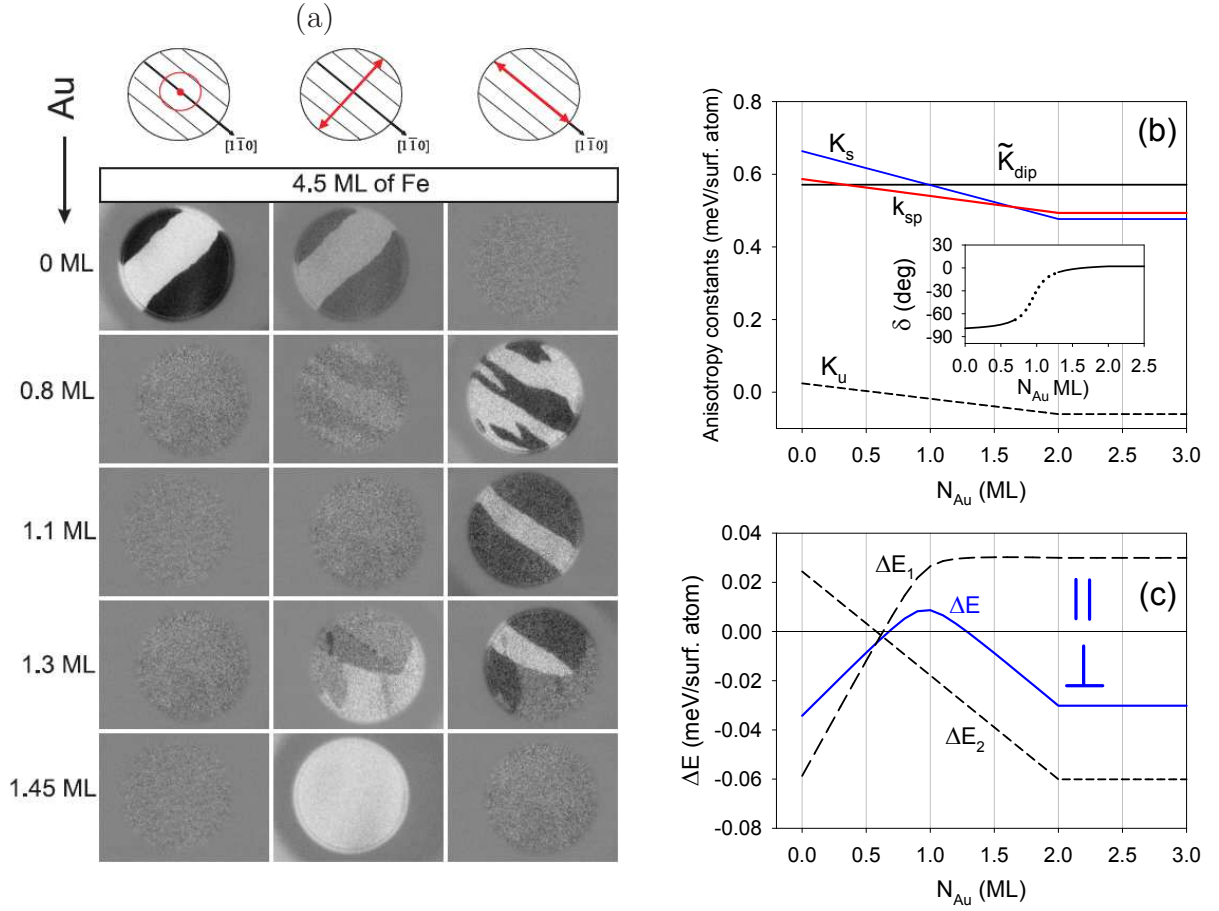 (a)
Au
[11̄0]
[11̄0]
[11̄0]
4.5 ML of Fe
0 ML
0.8 ML
1.1 ML
1.3 ML
1.45 ML
(b)
Anisotropy constants (meV/surf. atom)
0.8
0.6
0.4
0.2
0.0
K_s
K̃_dip
k_sp
K_u
δ (deg)
30
0
-30
-60
-90
0.0 0.5 1.0 1.5 2.0 2.5
N_Au ML)
0.0 0.5 1.0 1.5 2.0 2.5 3.0
N_Au (ML)
(c)
ΔE (meV/surf. atom)
0.04
0.02
0.00
-0.02
-0.04
-0.06
-0.08
ΔE_1
ΔE
ΔE_2
||
⊥
0.0 0.5 1.0 1.5 2.0 2.5 3.0
N_Au (ML)